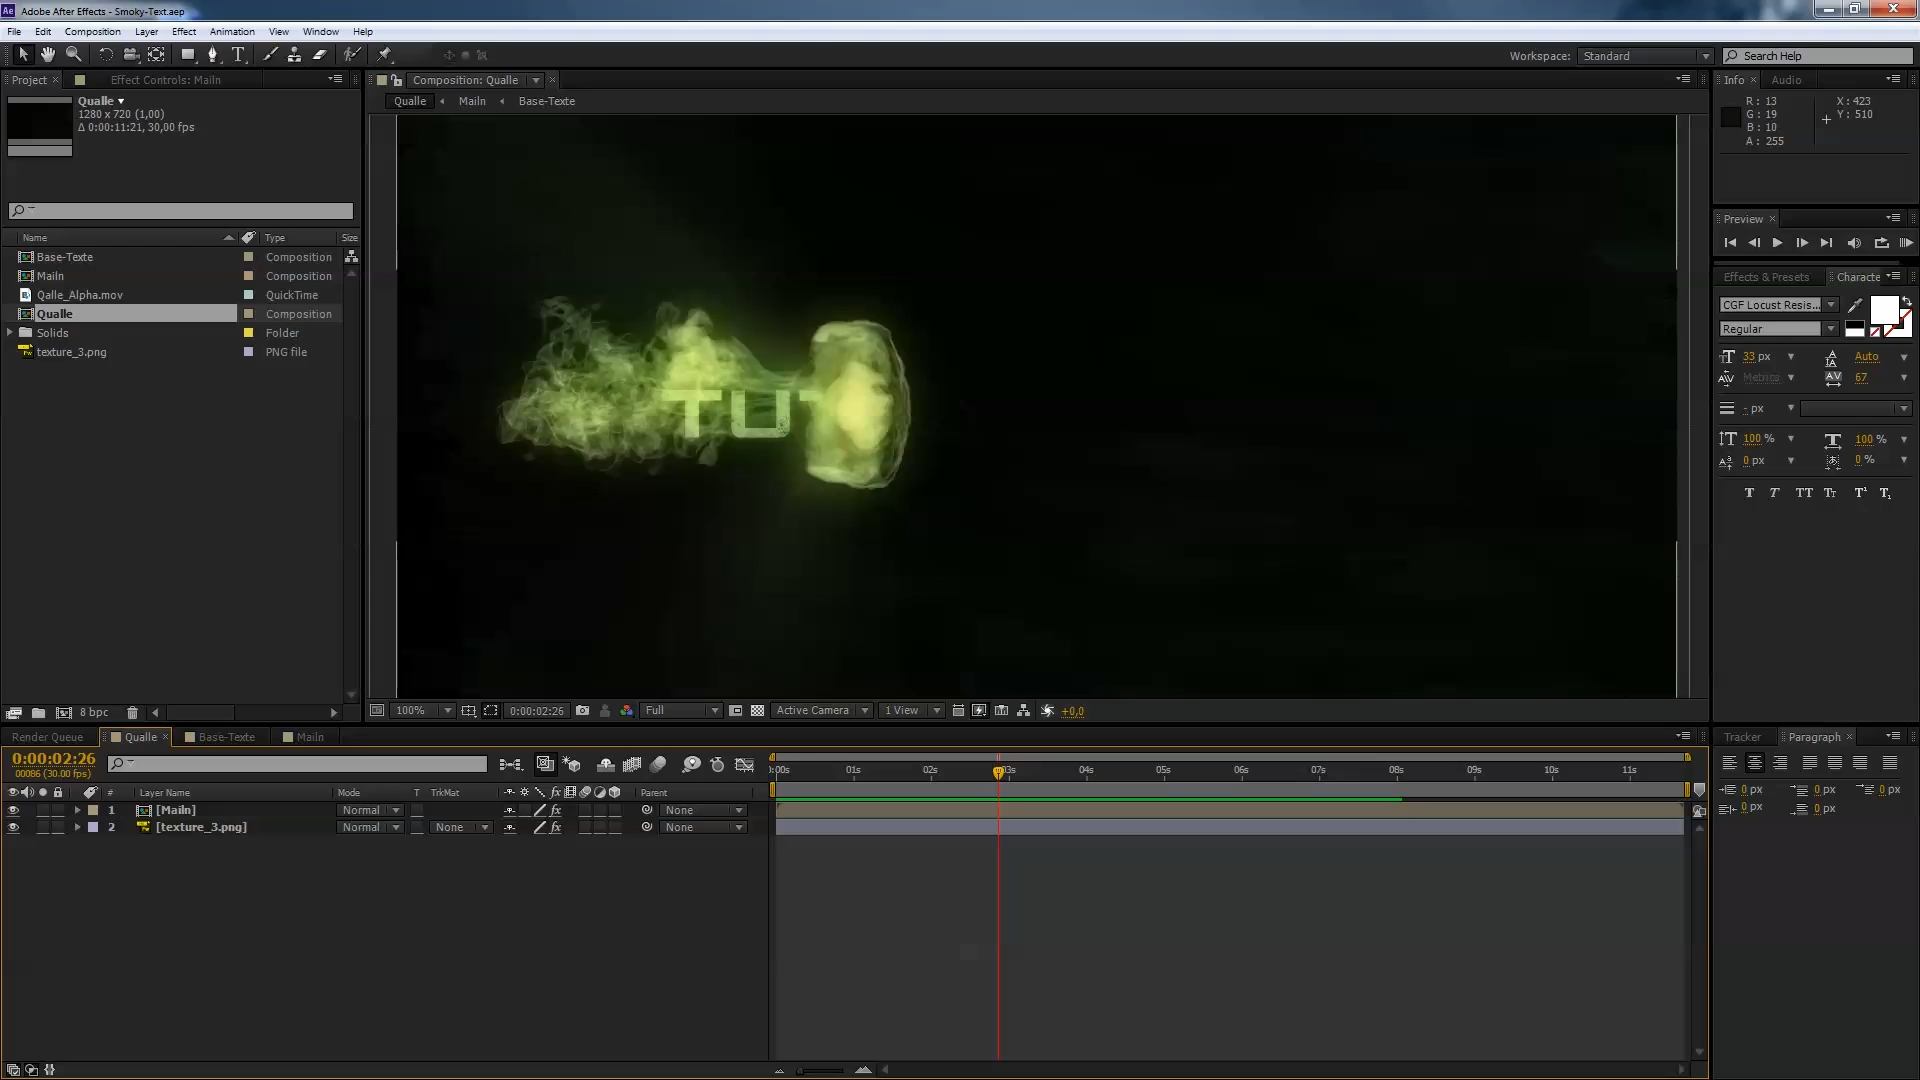 Ae Adobe After Effects - Smoky-Text.aep
File Edit Composition Layer Effect Animation View Window Help
Workspace: Standard Search Help
Project Effect Controls: Mailn
Composition: Qualle
Info Audio
Qualle
1280 x 720 (1,00)
Δ 0:00:11:21, 30,00 fps
Qualle Mailn Base-Texte
R : 13
G : 19
B : 10
A : 255
X : 423
Y : 510
Preview
Name Type Size
Base-Texte Composition
Mailn Composition
Qalle_Alpha.mov QuickTime
Qualle Composition
Solids Folder
texture_3.png PNG file
Effects & Presets Characte
CGF Locust Resis...
Regular
33 px Auto
Metrics 67
- px
100 % 100 %
0 px 0 %
T T TT Tr T¹ T₁
TUT
8 bpc
100% 0:00:02:26 Full Active Camera 1 View +0,0
Render Queue Qualle Base-Texte Mailn
Tracker Paragraph
0:00:02:26
00086 (30.00 fps)
:00s 01s 02s 03s 04s 05s 06s 07s 08s 09s 10s 11s
# Layer Name Mode T TrkMat Parent
1 [Mailn] Normal None
2 [texture_3.png] Normal None None
0 px 0 px 0 px
0 px 0 px